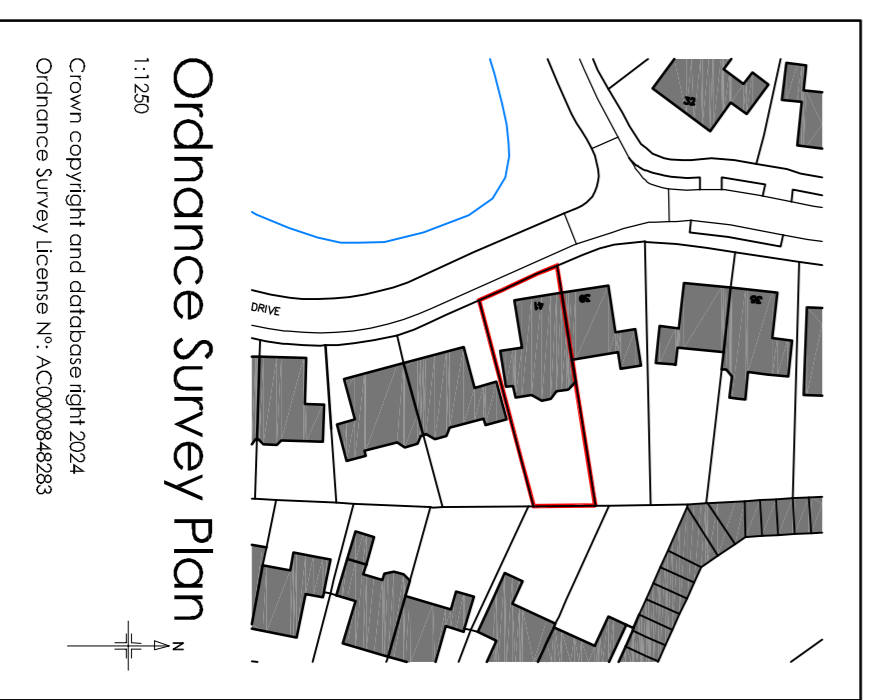 Ordnance Survey Plan
1:1250
Crown copyright and database right 2024
Ordnance Survey License Nº: AC0000848283
N
32
DRIVE
41
39
35